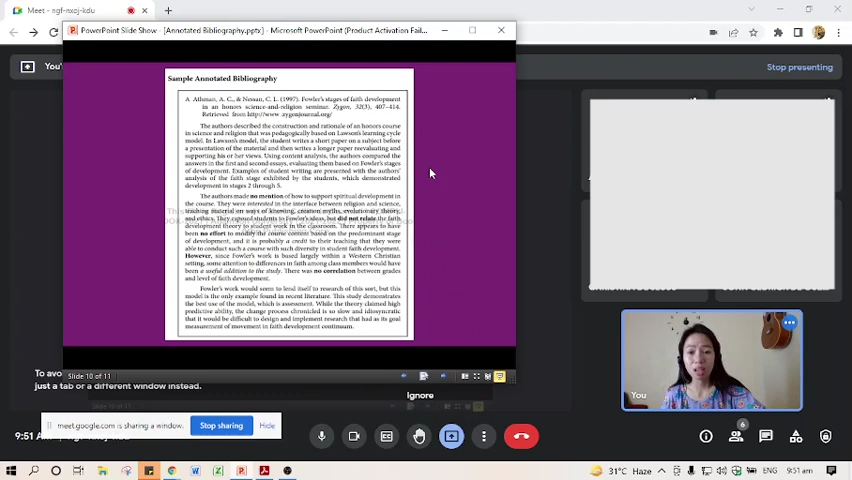 Meet - ngf-nxoj-kdu
PowerPoint Slide Show - [Annotated Bibliography.pptx] - Microsoft PowerPoint (Product Activation Fail...
You'
Stop presenting
Sample Annotated Bibliography
A Athman, A. C., & Nessan, C. L. (1997). Fowler's stages of faith development
in an honors science-and-religion seminar. Zygon, 32(3), 407–414.
Retrieved from http://www.zygonjournal.org/
The authors described the construction and rationale of an honors course
in science and religion that was pedagogically based on Lawson's learning cycle
model. In Lawson's model, the student writes a short paper on a subject before
a presentation of the material and then writes a longer paper reevaluating and
supporting his or her views. Using content analysis, the authors compared the
answers in the first and second essays, evaluating them based on Fowler's stages
of development. Examples of student writing are presented with the authors'
analysis of the faith stage exhibited by the students, which demonstrated
development in stages 2 through 5.
The authors made no mention of how to support spiritual development in
the course. They were interested in the interface between religion and science,
teaching material on ways of knowing, creation myths, evolutionary theory,
and ethics. They exposed students to Fowler's ideas, but did not relate the faith
development theory to student work in the classroom. There appears to have
been no effort to modify the course content based on the predominant stage
of development, and it is probably a credit to their teaching that they were
able to conduct such a course with such diversity in student faith development.
However, since Fowler's work is based largely within a Western Christian
setting, some attention to differences in faith among class members would have
been a useful addition to the study. There was no correlation between grades
and level of faith development.
Fowler's work would seem to lend itself to research of this sort, but this
model is the only example found in recent literature. This study demonstrates
the best use of the model, which is assessment. While the theory claimed high
predictive ability, the change process chronicled is so slow and idiosyncratic
that it would be difficult to design and implement research that had as its goal
measurement of movement in faith development continuum.
Slide 10 of 11
To avo
just a tab or a different window instead.
Ignore
You
meet.google.com is sharing a window.
Stop sharing
Hide
9:51 AM
6
31°C Haze
ENG
9:51 am